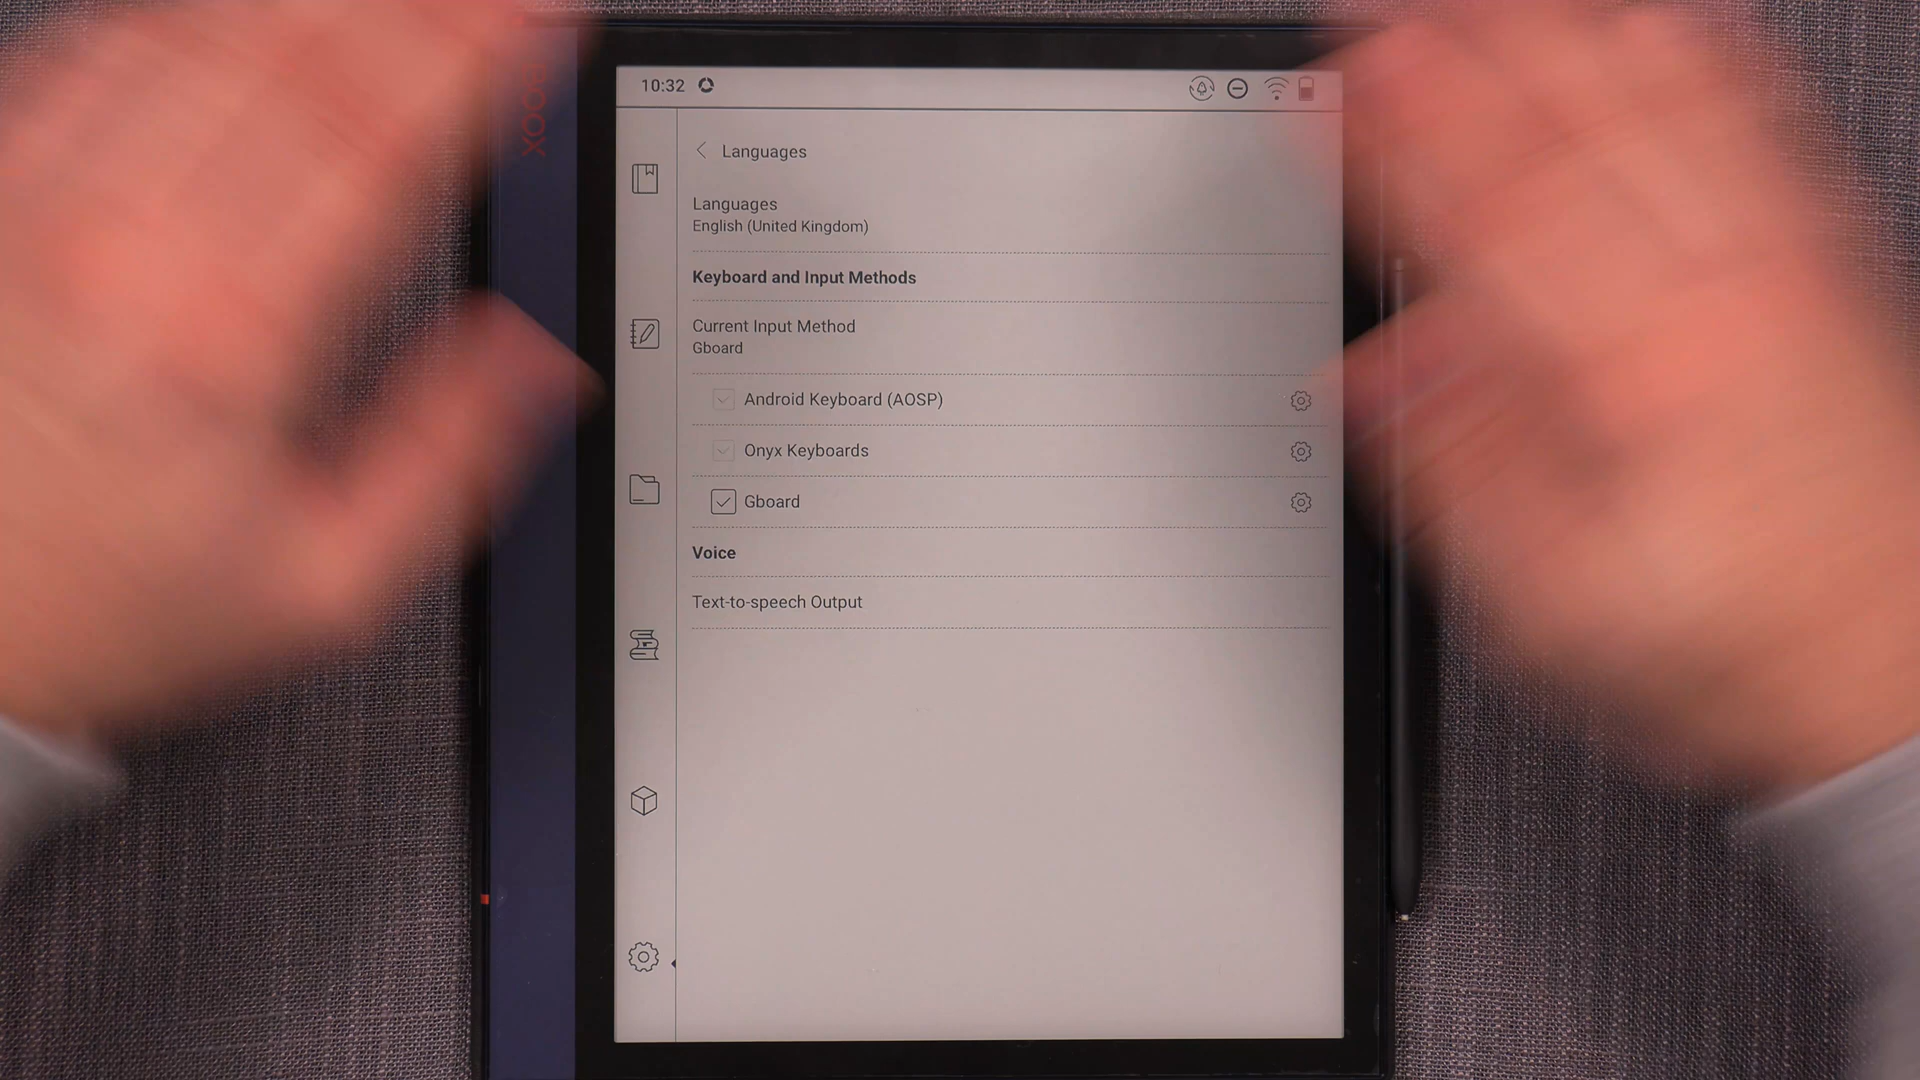 BOOX
10:32
Languages
Languages
English (United Kingdom)
Keyboard and Input Methods
Current Input Method
Gboard
Android Keyboard (AOSP)
Onyx Keyboards
Gboard
Voice
Text-to-speech Output